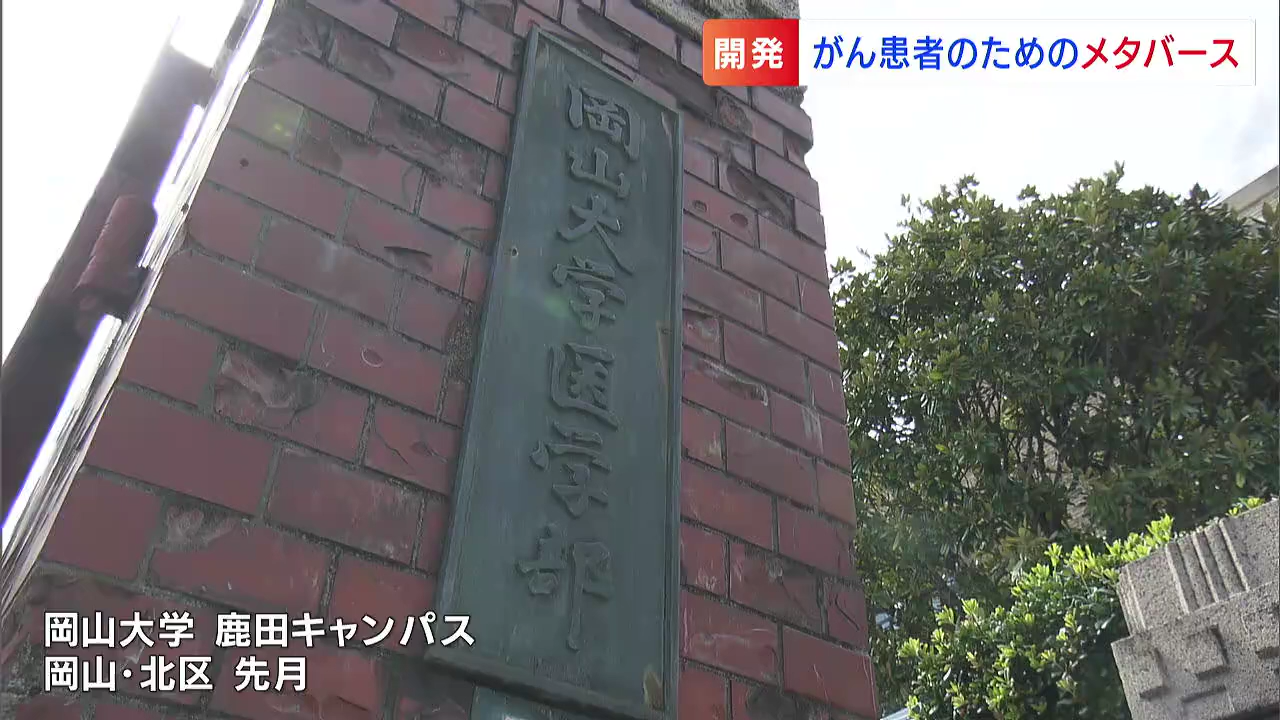 開発 がん患者のためのメタバース
岡山大学医学部
岡山大学 鹿田キャンパス
岡山・北区 先月